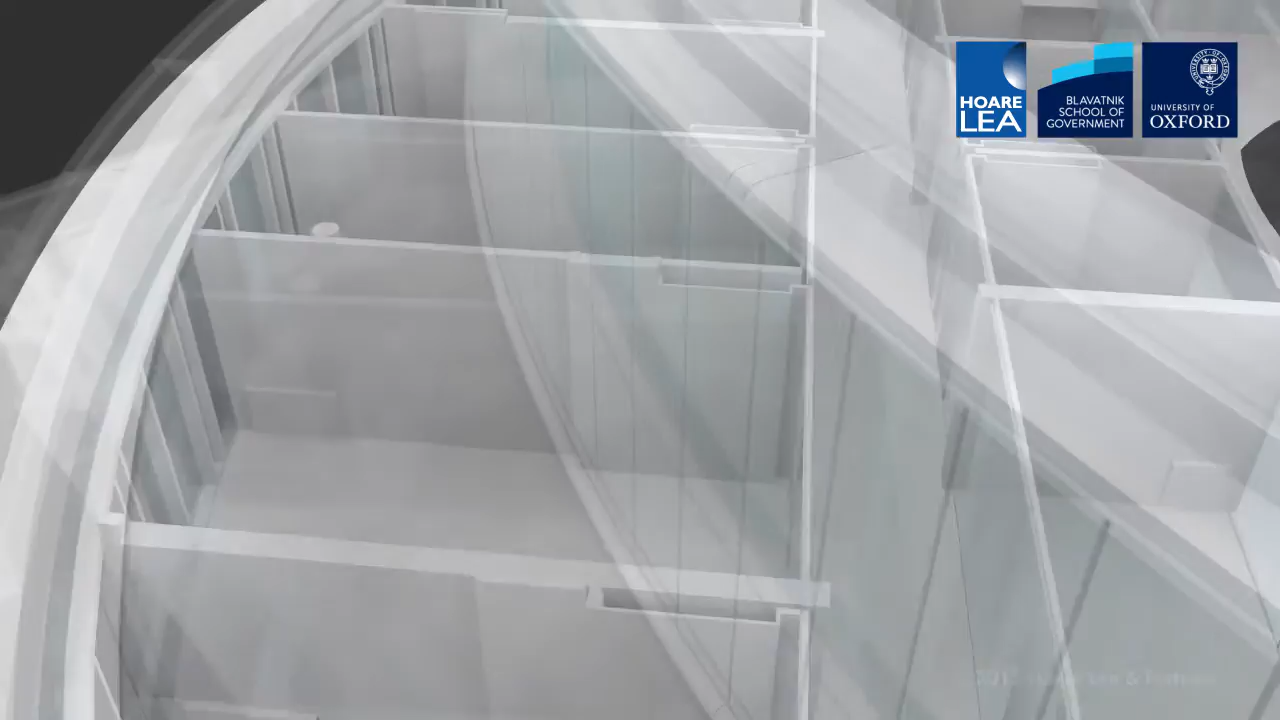 HOARE
LEA
BLAVATNIK
SCHOOL OF
GOVERNMENT
UNIVERSITY OF
OXFORD